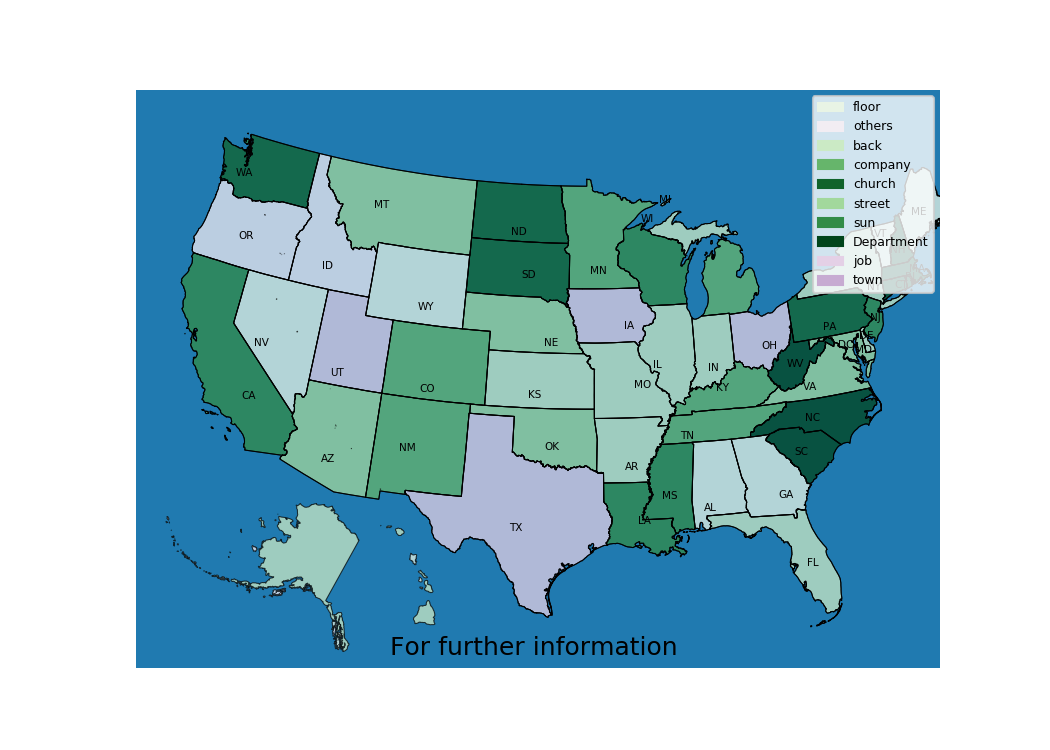 floor
others
back
company
church
street
sun
Department
job
town
WA
MT
ME
VT
ND
MI
WI
OR
ID
SD
MN
WY
NY
NJ
PA
IA
NE
OH
DE
DC
MD
NV
UT
IL
IN
WV
CO
KS
MO
KY
VA
CA
NC
TN
OK
NM
AZ
SC
AR
MS
GA
AL
LA
TX
FL
For further information